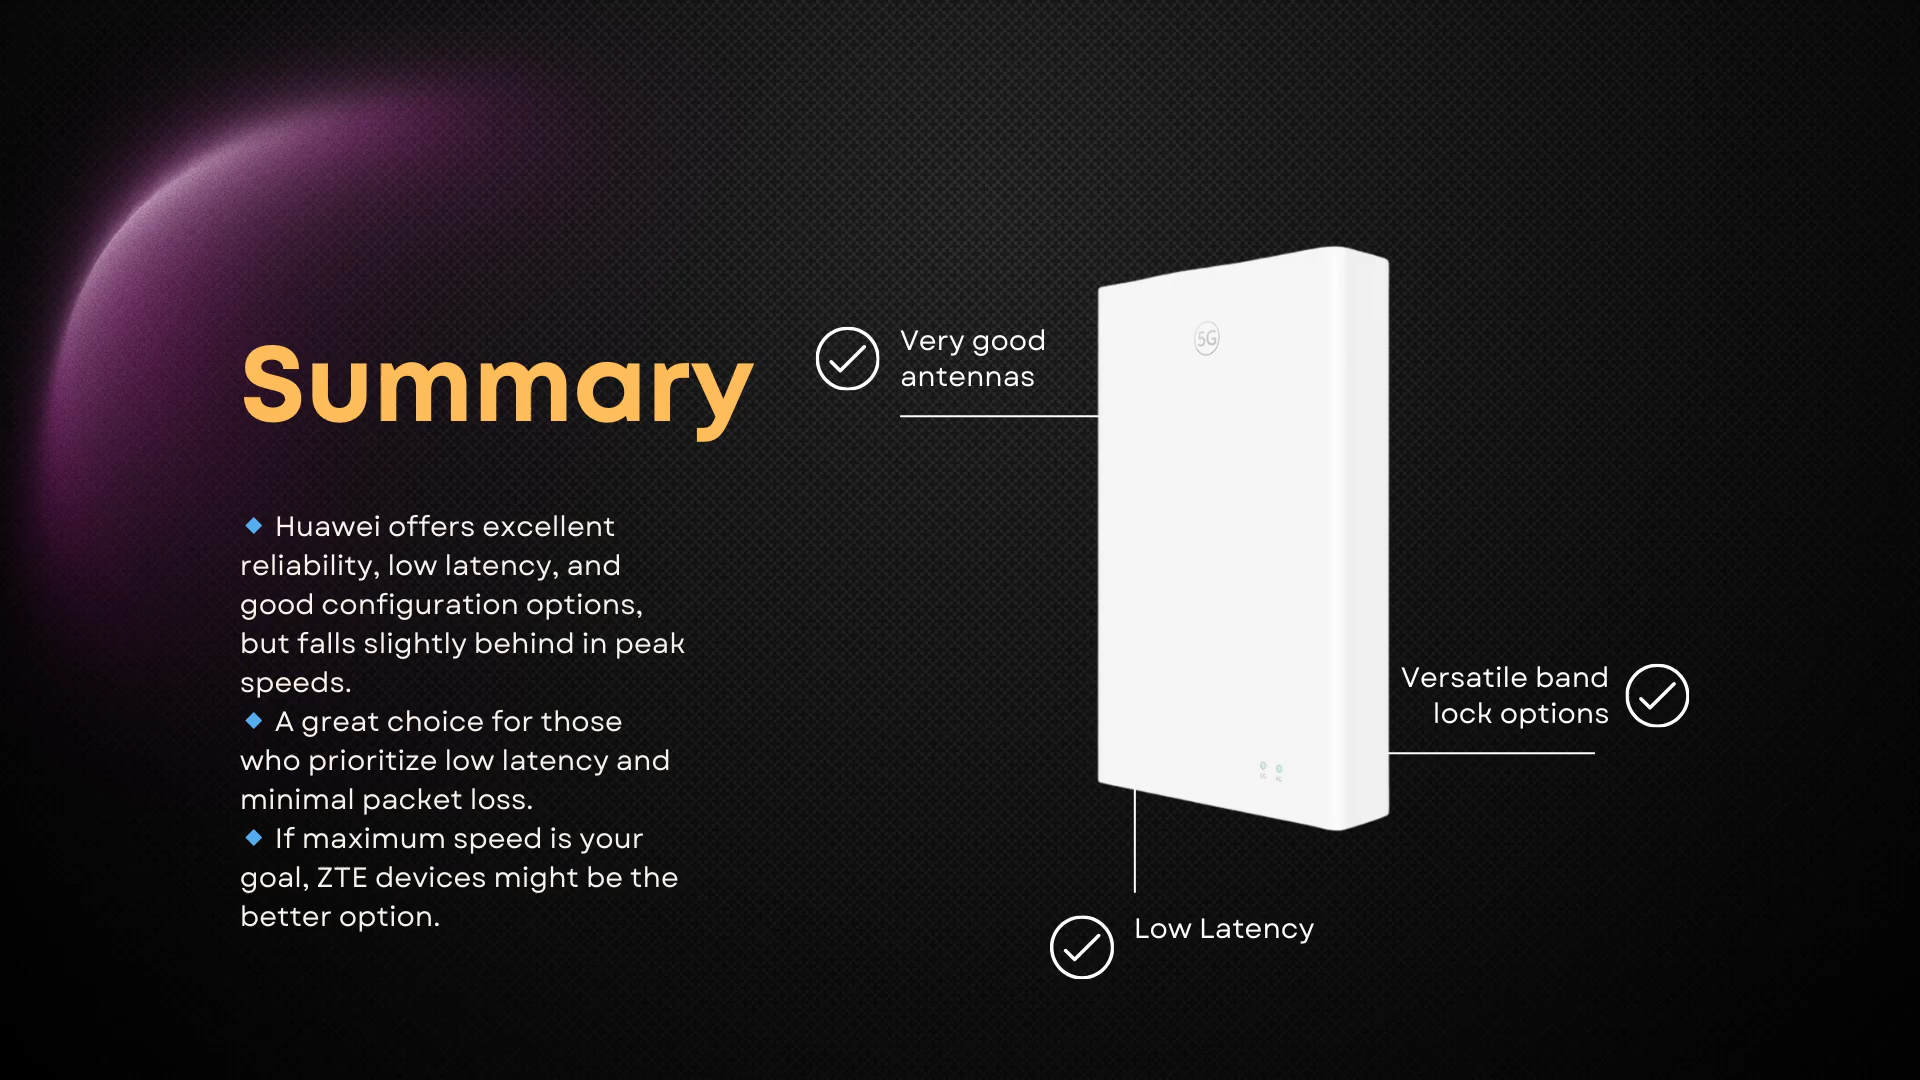 Summary
🔹 Huawei offers excellent
reliability, low latency, and
good configuration options,
but falls slightly behind in peak
speeds.
🔹 A great choice for those
who prioritize low latency and
minimal packet loss.
🔹 If maximum speed is your
goal, ZTE devices might be the
better option.
Very good
antennas
5G
Versatile band
lock options
5G 4G
Low Latency